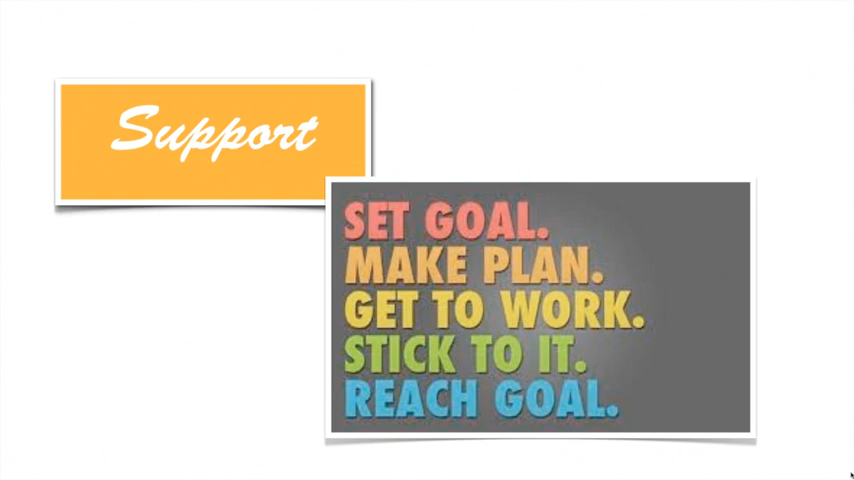 Support
SET GOAL.
MAKE PLAN.
GET TO WORK.
STICK TO IT.
REACH GOAL.